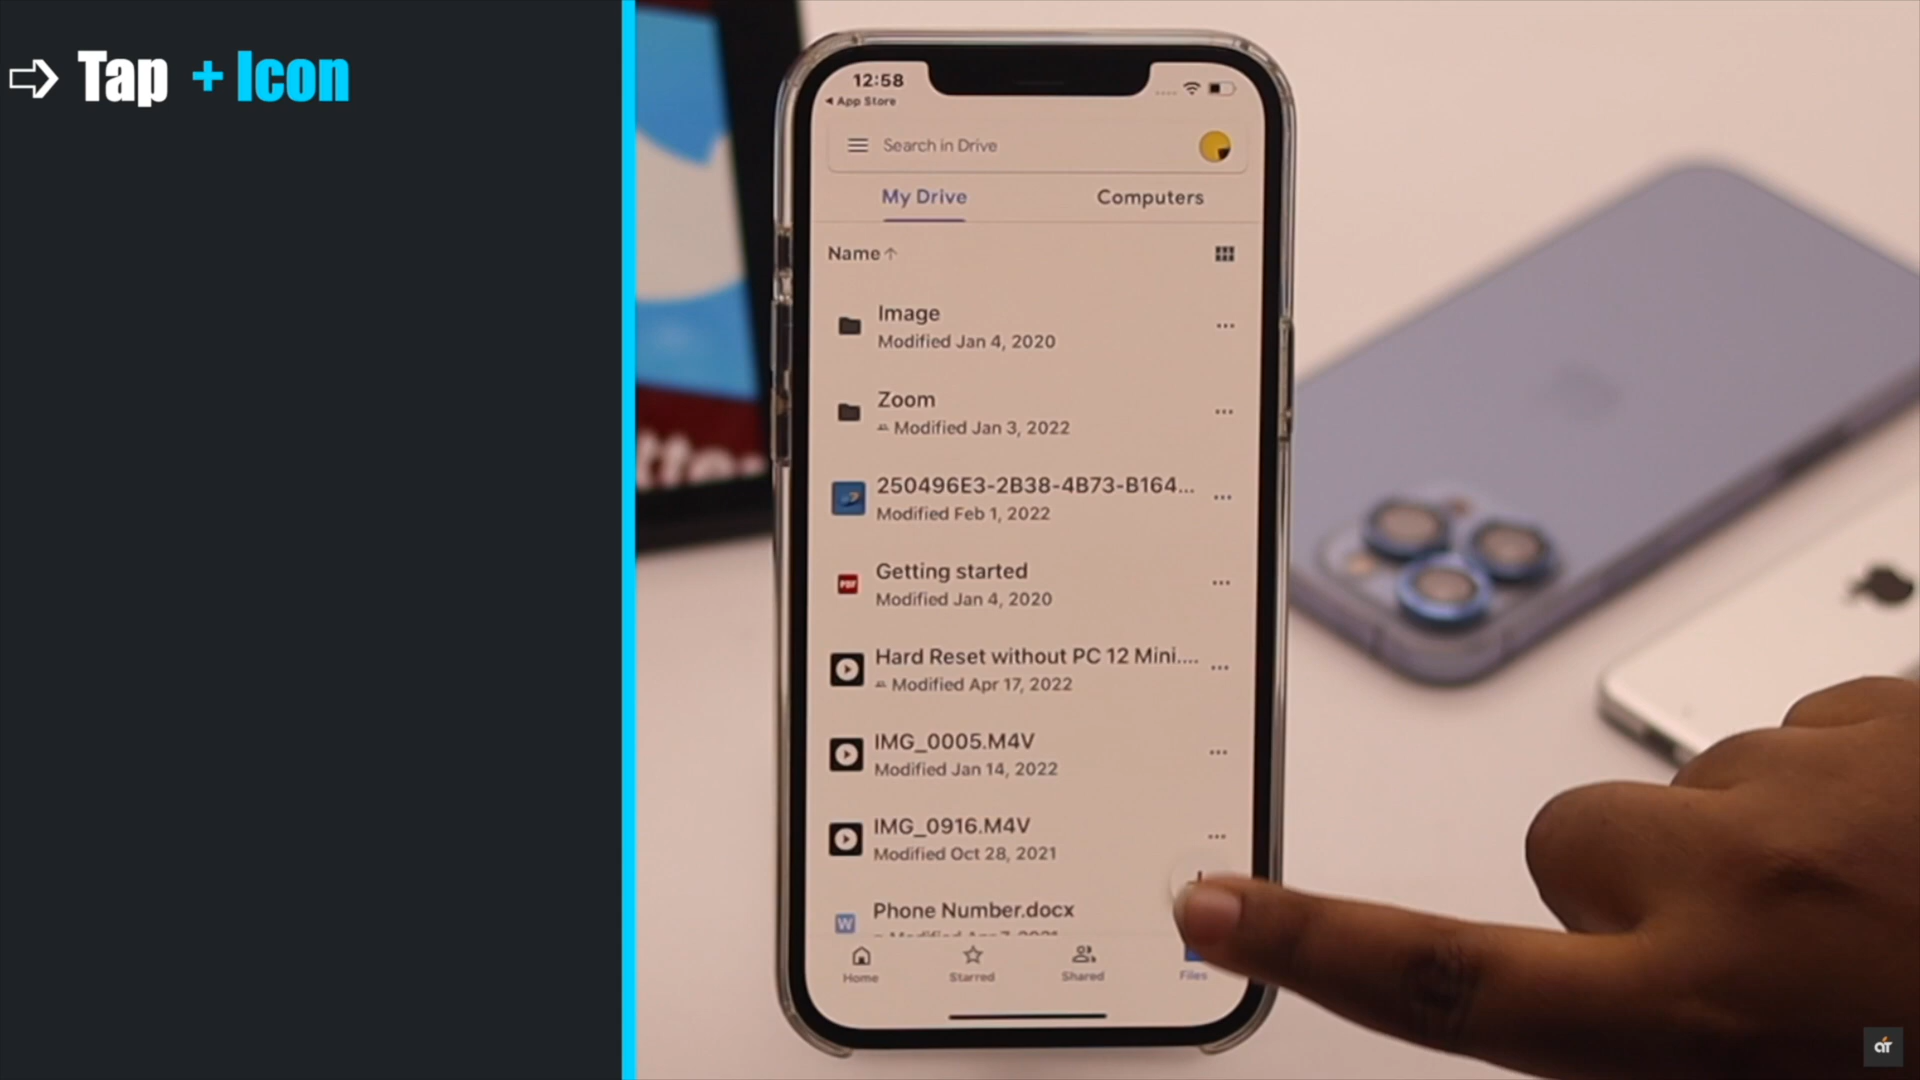 ⇨ Tap + Icon
12:58
◂ App Store
Search in Drive
My Drive
Computers
Name ↑
Image
Modified Jan 4, 2020
Zoom
Modified Jan 3, 2022
250496E3-2B38-4B73-B164...
Modified Feb 1, 2022
Getting started
Modified Jan 4, 2020
PDF
Hard Reset without PC 12 Mini....
Modified Apr 17, 2022
IMG_0005.M4V
Modified Jan 14, 2022
IMG_0916.M4V
Modified Oct 28, 2021
Phone Number.docx
W
Home
Starred
Shared
Files